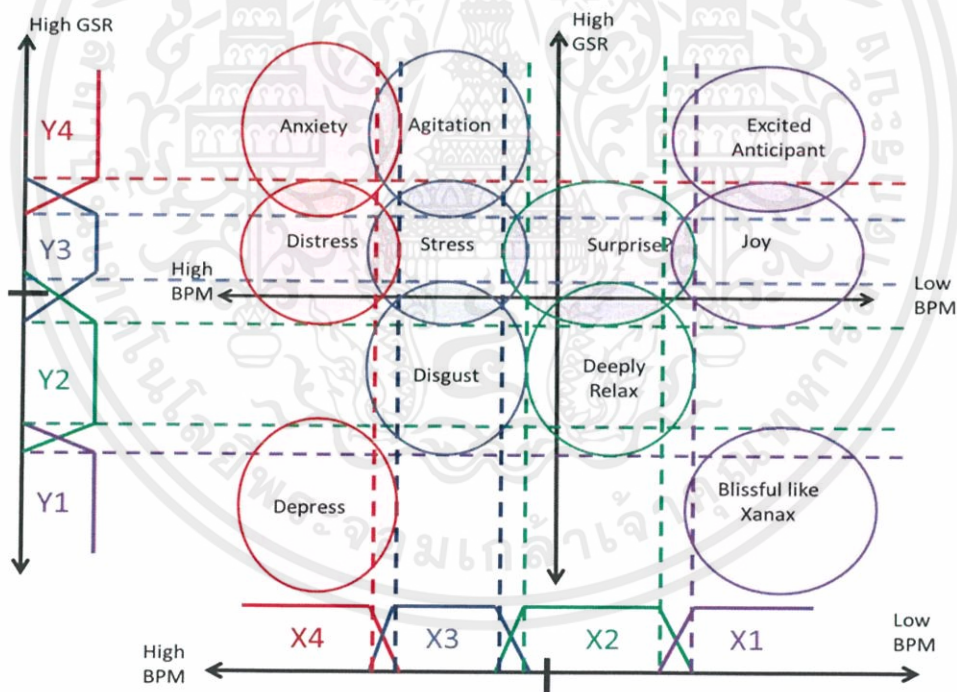 High GSR
High
GSR
Y4
Anxiety
Agitation
Excited
Anticipant
Y3
Distress
Stress
Surprise?
Joy
High
BPM
Low
BPM
Y2
Disgust
Deeply
Relax
Y1
Depress
Blissful like
Xanax
X4
X3
X2
X1
High
BPM
Low
BPM